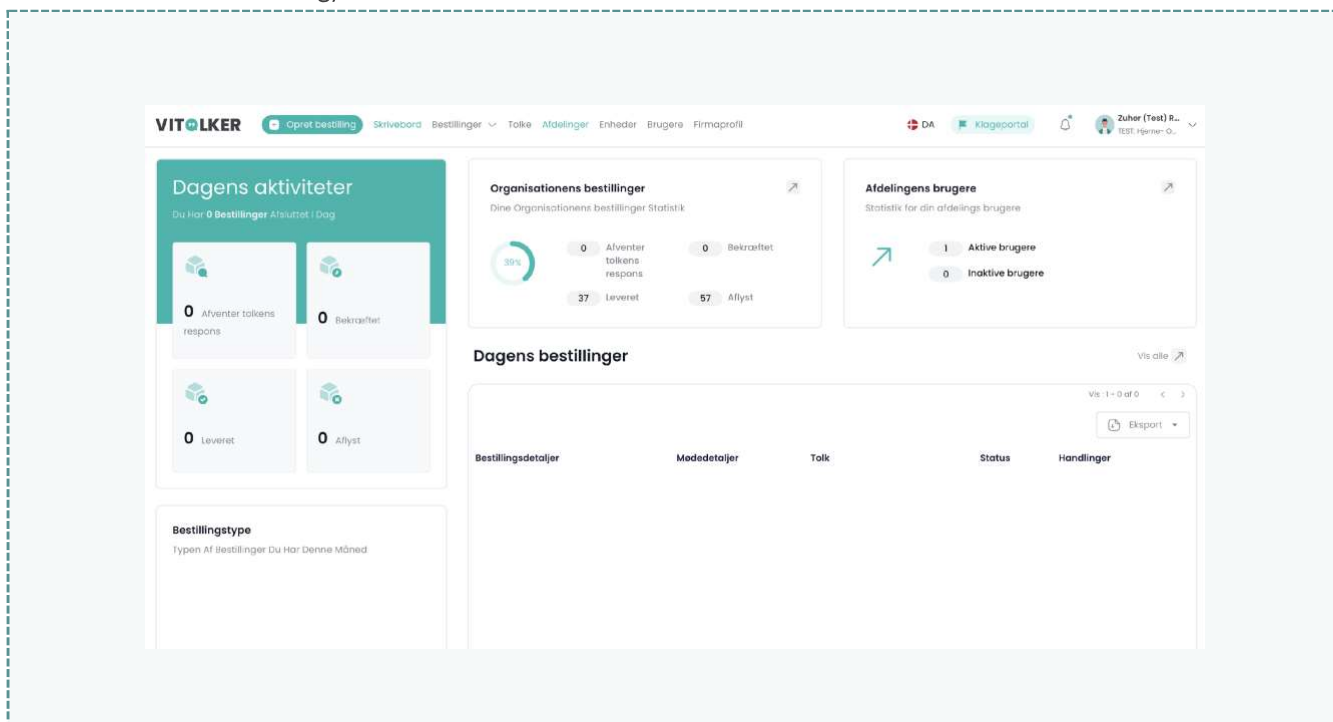 VITOLKER
Opret bestilling
Skrivebord
Bestillinger
Tolke
Afdelinger
Enheder
Brugere
Firmaprofil
DA
Klageportal
Zuhor (Test) R...
TEST. Hjerner- O...
Dagens aktiviteter
Du Har 0 Bestillinger Afsluttet I Dag
0 Afventer tolkens
respons
0 Bekræftet
0 Leveret
0 Aflyst
Bestillingstype
Typen Af Bestillinger Du Har Denne Måned
Organisationens bestillinger
Dine Organisationens bestillinger Statistik
39%
0 Afventer
tolkens
respons
0 Bekræftet
37 Leveret
57 Aflyst
Afdelingens brugere
Statistik for din afdelings brugere
1 Aktive brugere
0 Inaktive brugere
Dagens bestillinger
Vis alle
Vis : 1 - 0 af 0
Eksport
Bestillingsdetaljer
Mødedetaljer
Tolk
Status
Handlinger